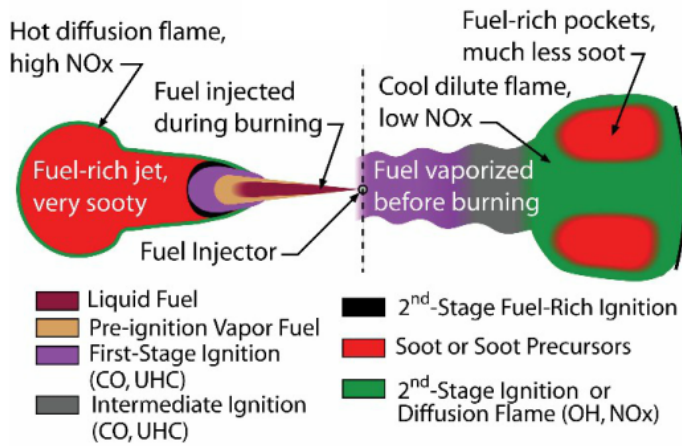 Hot diffusion flame,
high NOx
Fuel injected
during burning
Fuel-rich jet,
very sooty
Fuel Injector
Fuel-rich pockets,
much less soot
Cool dilute flame,
low NOx
Fuel vaporized
before burning
Liquid Fuel
Pre-ignition Vapor Fuel
First-Stage Ignition
(CO, UHC)
Intermediate Ignition
(CO, UHC)
2nd-Stage Fuel-Rich Ignition
Soot or Soot Precursors
2nd-Stage Ignition or
Diffusion Flame (OH, NOx)